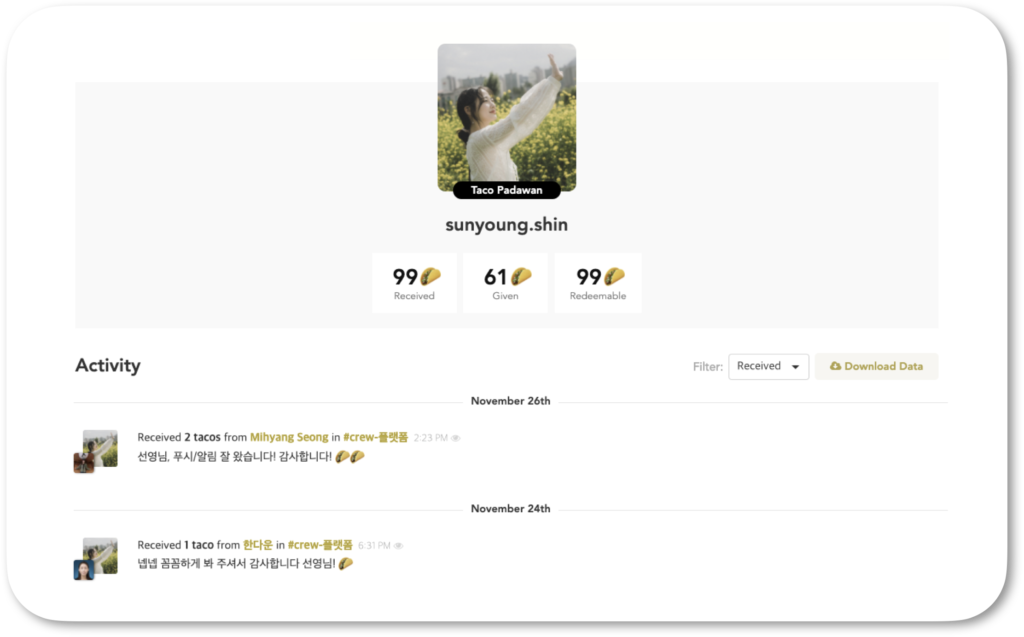 Taco Padawan
sunyoung.shin
99🌮 61🌮 99🌮
Received Given Redeemable
Activity
Filter: Received Download Data
November 26th
Received 2 tacos from Mihyang Seong in #crew-플랫폼 2:23 PM
선영님, 푸시/알림 잘 왔습니다! 감사합니다! 🌮🌮
November 24th
Received 1 taco from 한다운 in #crew-플랫폼 6:31 PM
넵넵 꼼꼼하게 봐 주셔서 감사합니다 선영님! 🌮